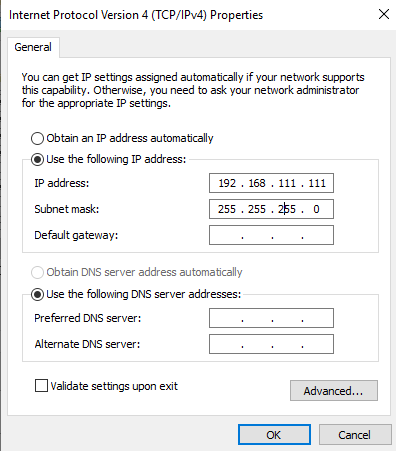 Internet Protocol Version 4 (TCP/IPv4) Properties
General
You can get IP settings assigned automatically if your network supports
this capability. Otherwise, you need to ask your network administrator
for the appropriate IP settings.
Obtain an IP address automatically
Use the following IP address:
IP address: 192 . 168 . 111 . 111
Subnet mask: 255 . 255 . 255 . 0
Default gateway: . . .
Obtain DNS server address automatically
Use the following DNS server addresses:
Preferred DNS server: . . .
Alternate DNS server: . . .
Validate settings upon exit
Advanced...
OK Cancel